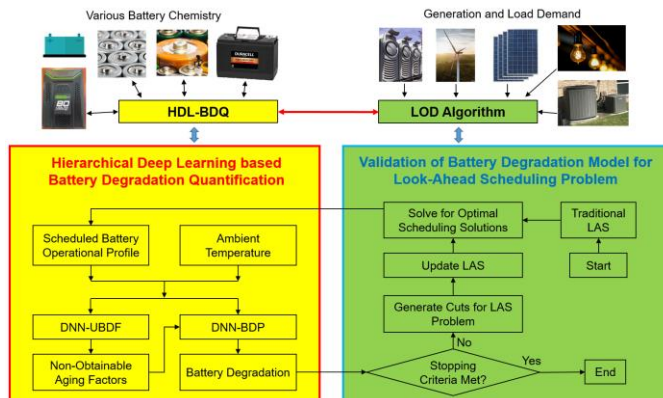 Various Battery Chemistry
Generation and Load Demand
DURACELL
HDL-BDQ
LOD Algorithm
Hierarchical Deep Learning based
Battery Degradation Quantification
Validation of Battery Degradation Model for
Look-Ahead Scheduling Problem
Scheduled Battery
Operational Profile
Ambient
Temperature
Solve for Optimal
Scheduling Solutions
Traditional
LAS
Update LAS
Start
DNN-UBDF
DNN-BDP
Generate Cuts for LAS
Problem
No
Non-Obtainable
Aging Factors
Battery Degradation
Stopping
Criteria Met?
Yes
End